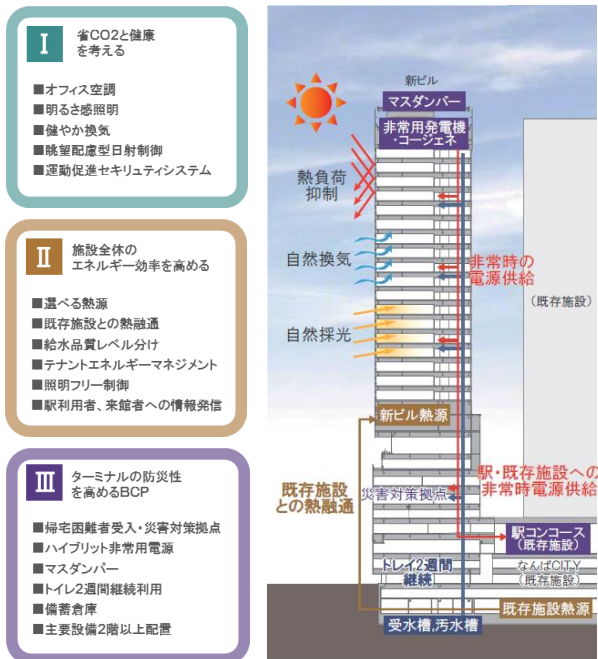 I
省CO2と健康
を考える
■オフィス空調
■明るさ感照明
■健やか換気
■眺望配慮型日射制御
■運動促進セキュリティシステム
II
施設全体の
エネルギー効率を高める
■選べる熱源
■既存施設との熱融通
■給水品質レベル分け
■テナントエネルギーマネジメント
■照明フリー制御
■駅利用者、来館者への情報発信
III
ターミナルの防災性
を高めるBCP
■帰宅困難者受入・災害対策拠点
■ハイブリット非常用電源
■マスダンパー
■トイレ2週間継続利用
■備蓄倉庫
■主要設備2階以上配置
新ビル
マスダンパー
非常用発電機
・コージェネ
熱負荷
抑制
自然換気
非常時の
電源供給
(既存施設)
自然採光
新ビル熱源
駅・既存施設への
非常時電源供給
既存施設
との熱融通
災害対策拠点
駅コンコース
(既存施設)
トレイ2週間
継続
なんばCITY
(既存施設)
既存施設熱源
受水槽,汚水槽